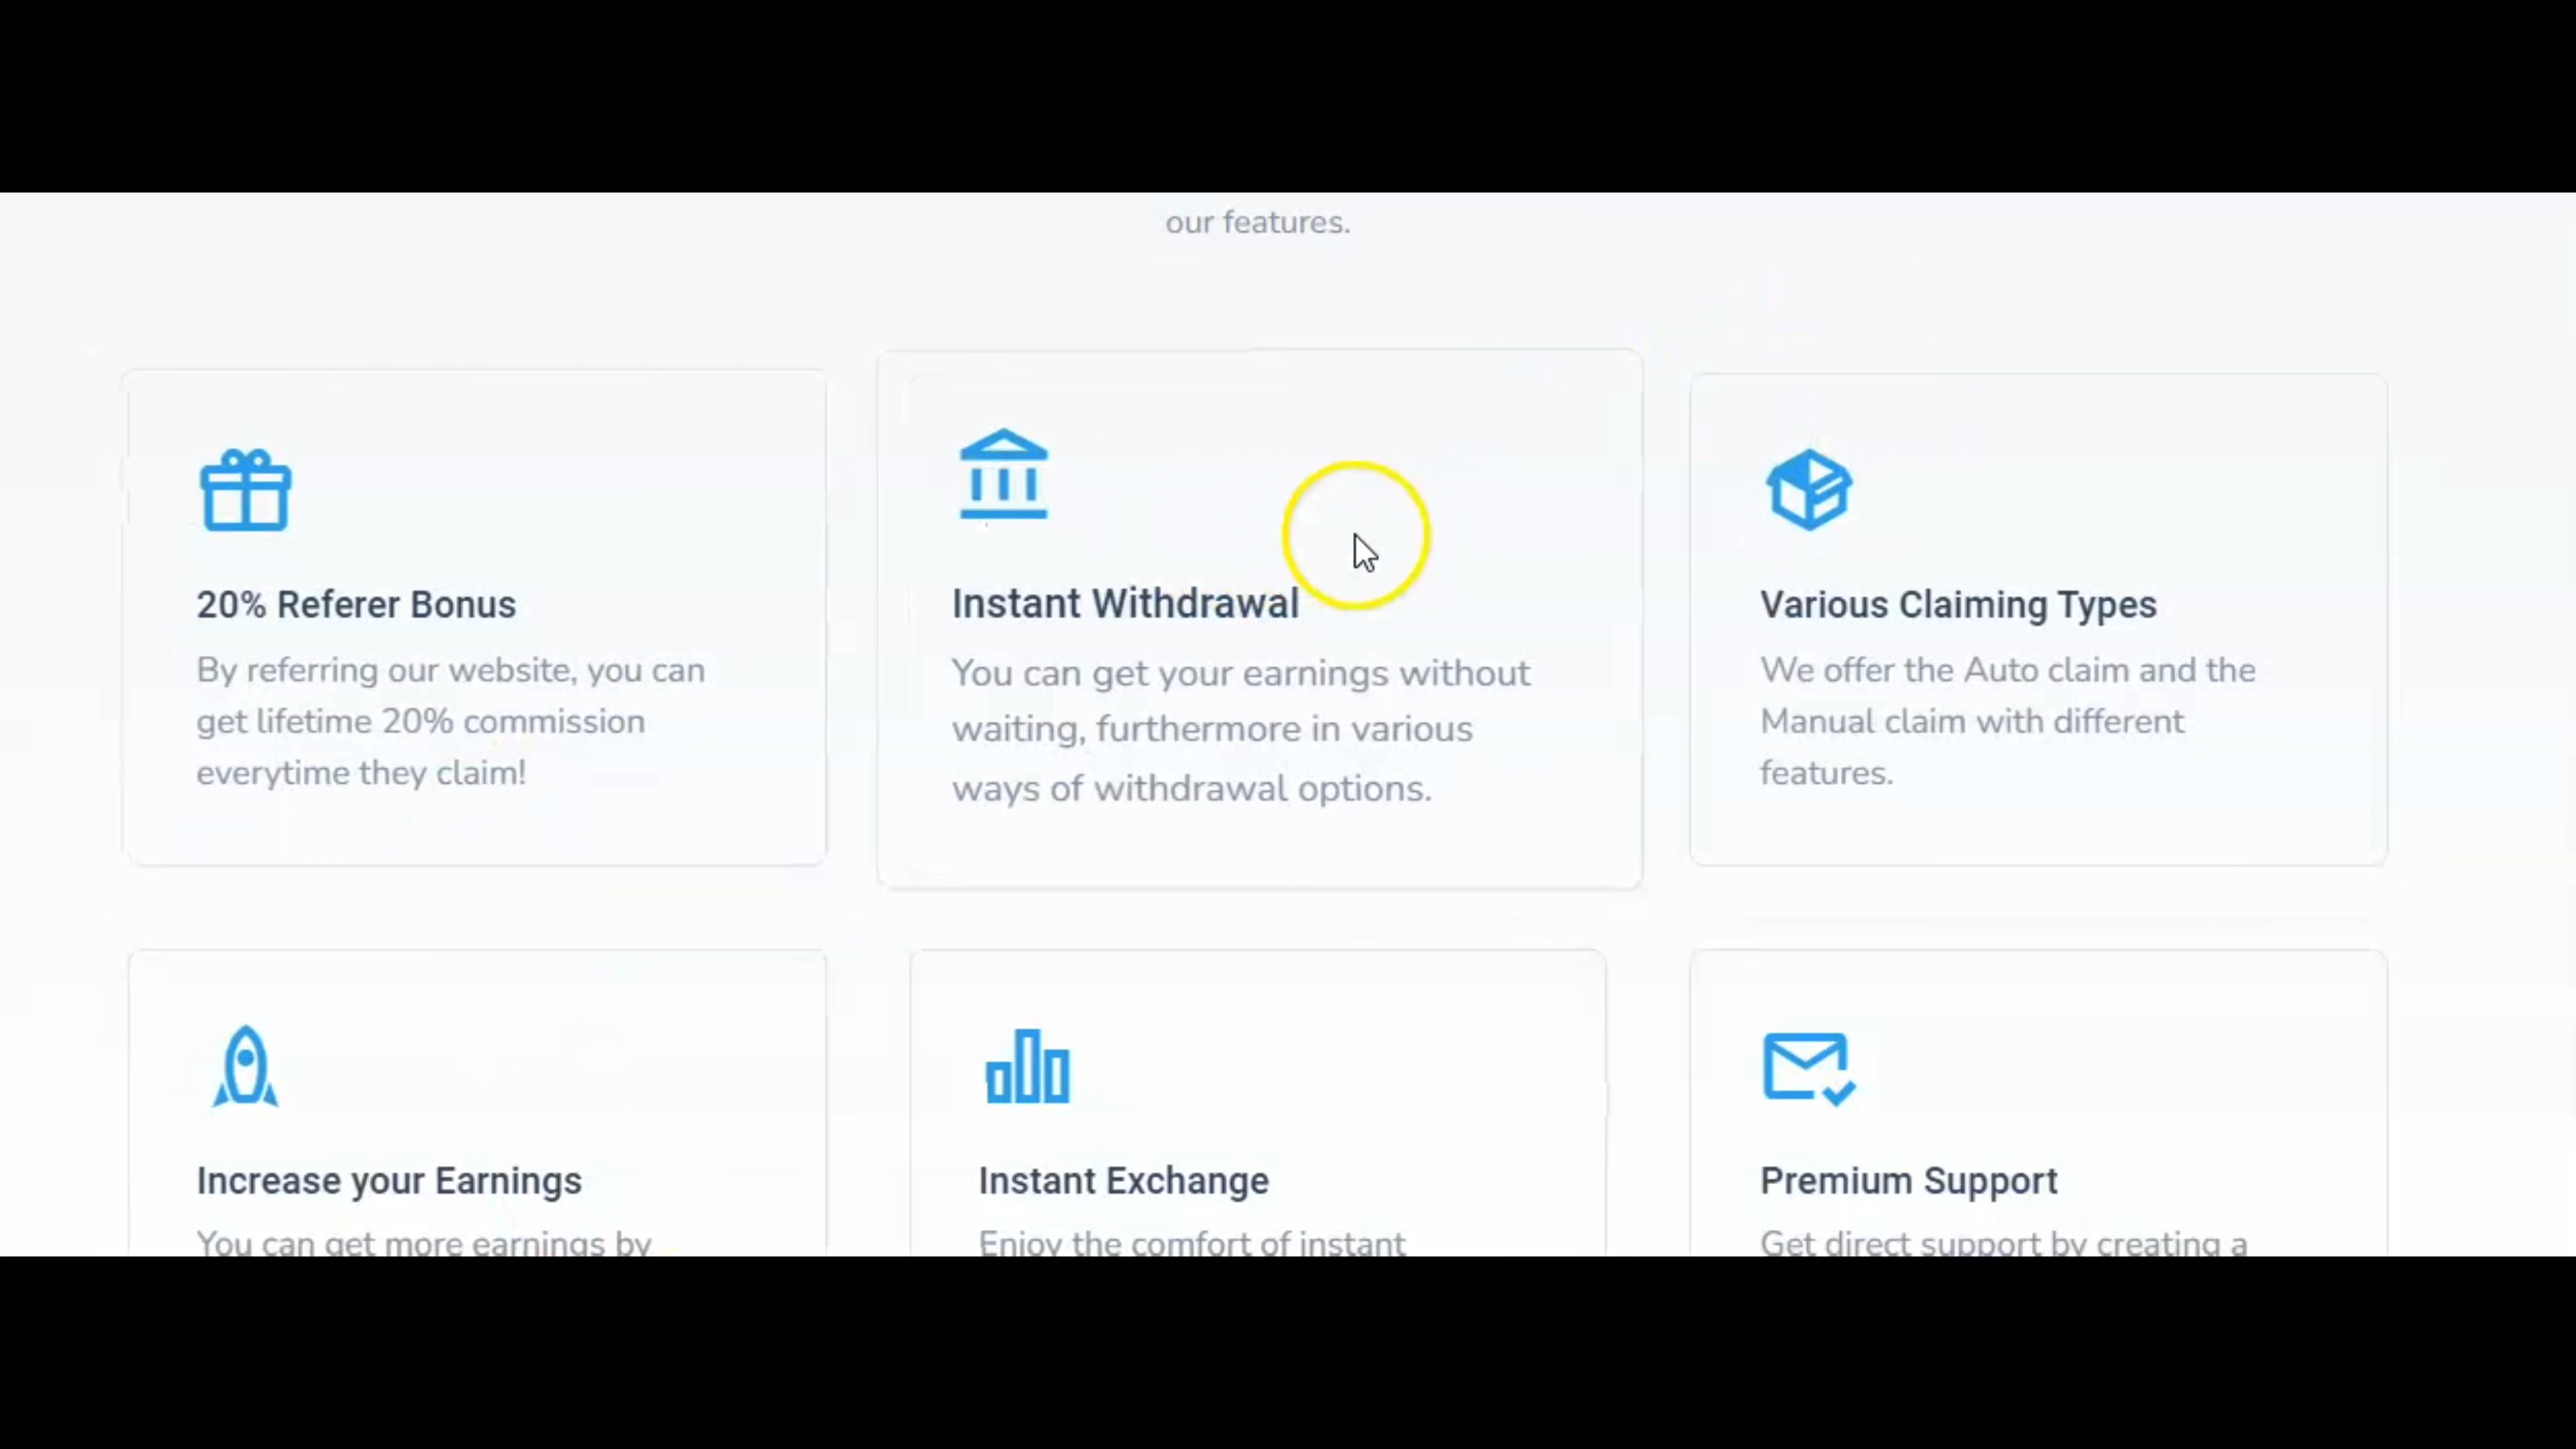 our features.
20% Referer Bonus
By referring our website, you can
get lifetime 20% commission
everytime they claim!
Instant Withdrawal
You can get your earnings without
waiting, furthermore in various
ways of withdrawal options.
Various Claiming Types
We offer the Auto claim and the
Manual claim with different
features.
Increase your Earnings
You can get more earnings by
Instant Exchange
Enjoy the comfort of instant
Premium Support
Get direct support by creating a